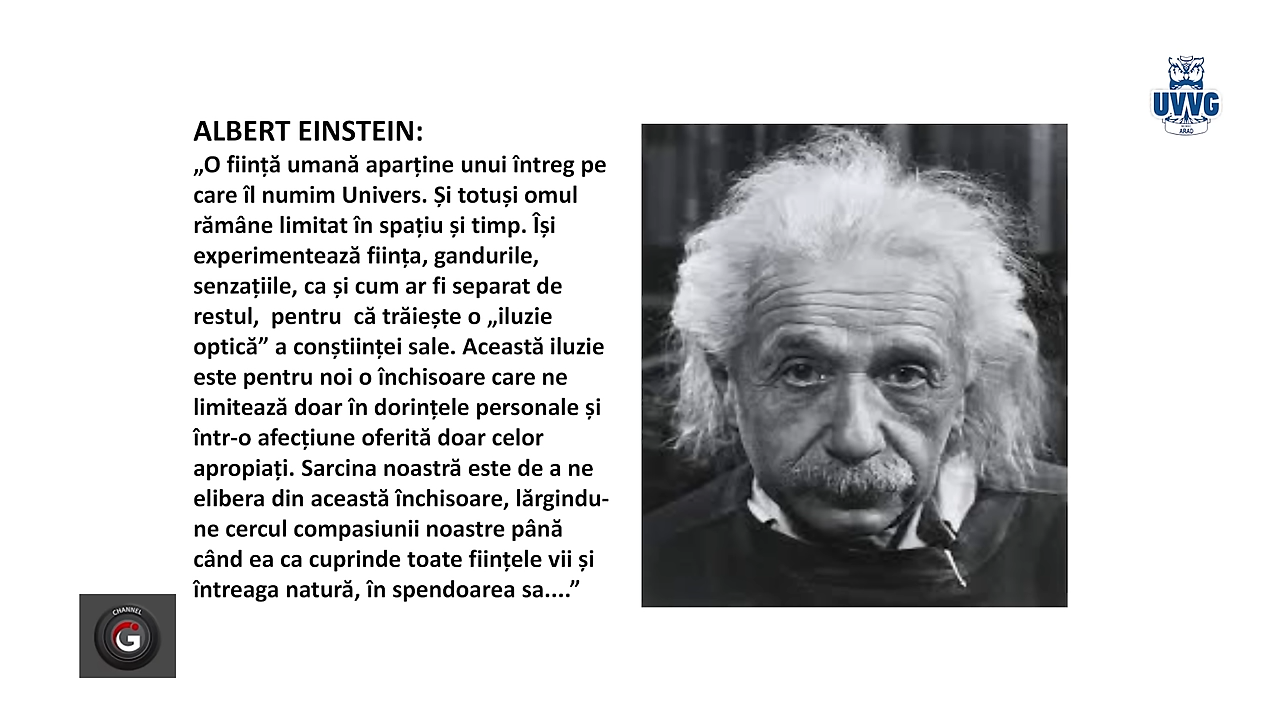 UVVG
ARAD
ALBERT EINSTEIN:
„O ființă umană aparține unui întreg pe
care îl numim Univers. Și totuși omul
rămâne limitat în spațiu și timp. Își
experimentează ființa, gandurile,
senzațiile, ca și cum ar fi separat de
restul,  pentru  că trăiește o „iluzie
optică” a conștiinței sale. Această iluzie
este pentru noi o închisoare care ne
limitează doar în dorințele personale și
într-o afecțiune oferită doar celor
apropiați. Sarcina noastră este de a ne
elibera din această închisoare, lărgindu-
ne cercul compasiunii noastre până
când ea ca cuprinde toate ființele vii și
întreaga natură, în spendoarea sa....”
CHANNEL
G